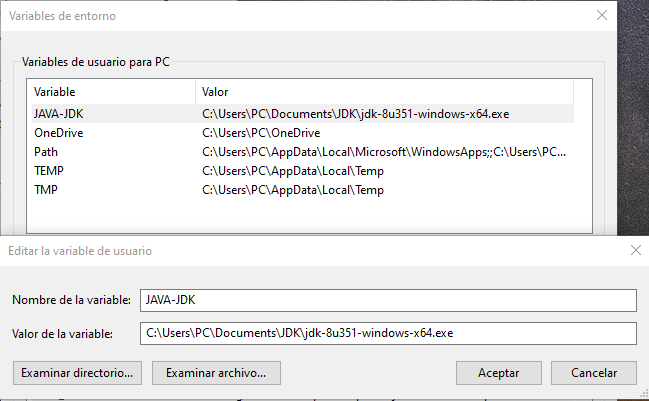 Variables de entorno
Variables de usuario para PC
Variable Valor
JAVA-JDK C:\Users\PC\Documents\JDK\jdk-8u351-windows-x64.exe
OneDrive C:\Users\PC\OneDrive
Path C:\Users\PC\AppData\Local\Microsoft\WindowsApps;;C:\Users\PC...
TEMP C:\Users\PC\AppData\Local\Temp
TMP C:\Users\PC\AppData\Local\Temp
Editar la variable de usuario
Nombre de la variable: JAVA-JDK
Valor de la variable: C:\Users\PC\Documents\JDK\jdk-8u351-windows-x64.exe
Examinar directorio... Examinar archivo... Aceptar Cancelar